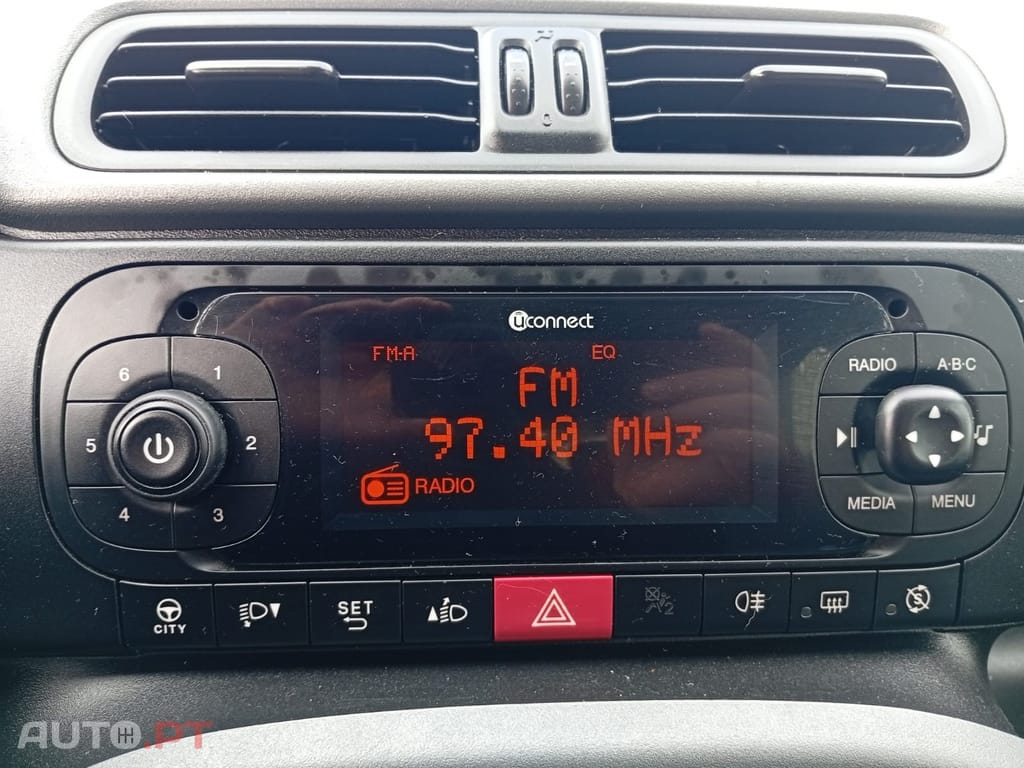 uconnect
FM-A EQ
FM
97.40 MHz
RADIO
6 1
5 2
4 3
RADIO A·B·C
MEDIA MENU
CITY
SET
AUTO.PT